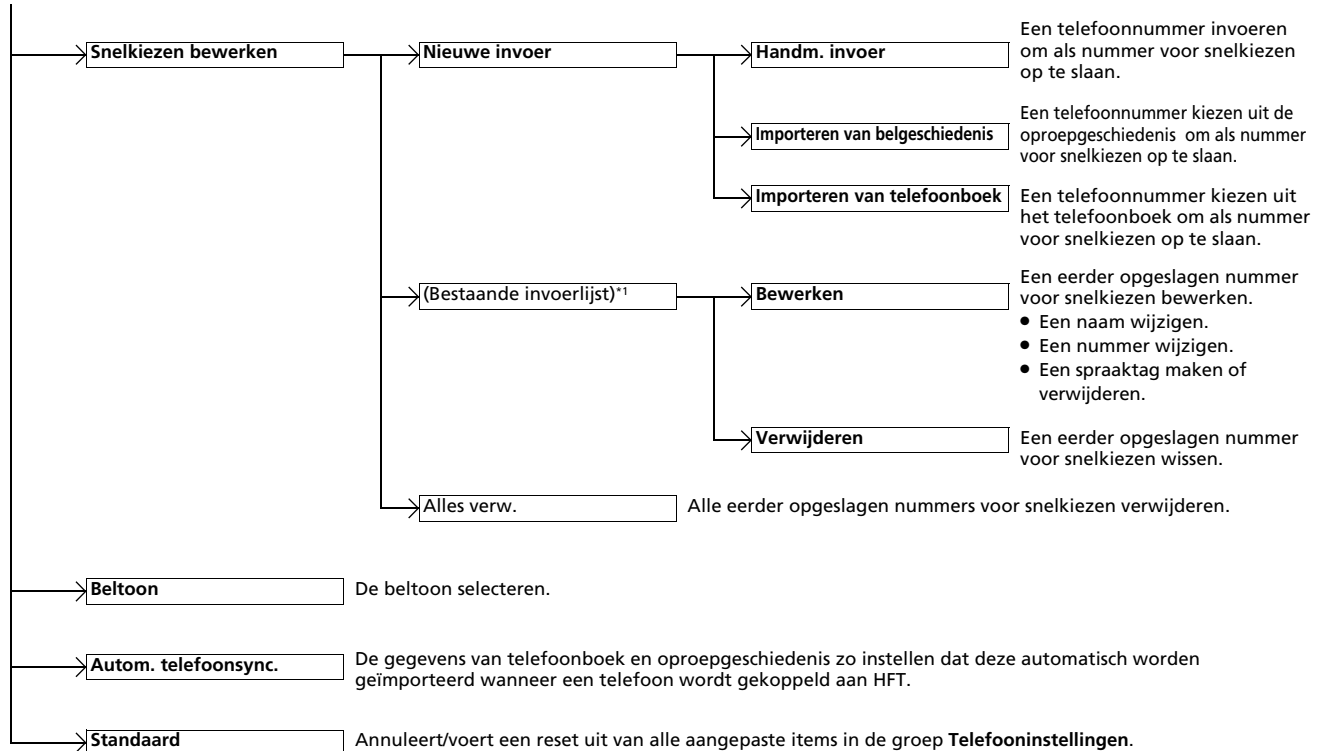 Snelkiezen bewerken
Nieuwe invoer
Handm. invoer
Een telefoonnummer invoeren
om als nummer voor snelkiezen
op te slaan.
Importeren van belgeschiedenis
Een telefoonnummer kiezen uit de
oproepgeschiedenis om als nummer
voor snelkiezen op te slaan.
Importeren van telefoonboek
Een telefoonnummer kiezen uit
het telefoonboek om als nummer
voor snelkiezen op te slaan.
(Bestaande invoerlijst)*1
Bewerken
Een eerder opgeslagen nummer
voor snelkiezen bewerken.
● Een naam wijzigen.
● Een nummer wijzigen.
● Een spraaktag maken of
verwijderen.
Verwijderen
Een eerder opgeslagen nummer
voor snelkiezen wissen.
Alles verw.
Alle eerder opgeslagen nummers voor snelkiezen verwijderen.
Beltoon
De beltoon selecteren.
Autom. telefoonsync.
De gegevens van telefoonboek en oproepgeschiedenis zo instellen dat deze automatisch worden
geïmporteerd wanneer een telefoon wordt gekoppeld aan HFT.
Standaard
Annuleert/voert een reset uit van alle aangepaste items in de groep Telefooninstellingen.